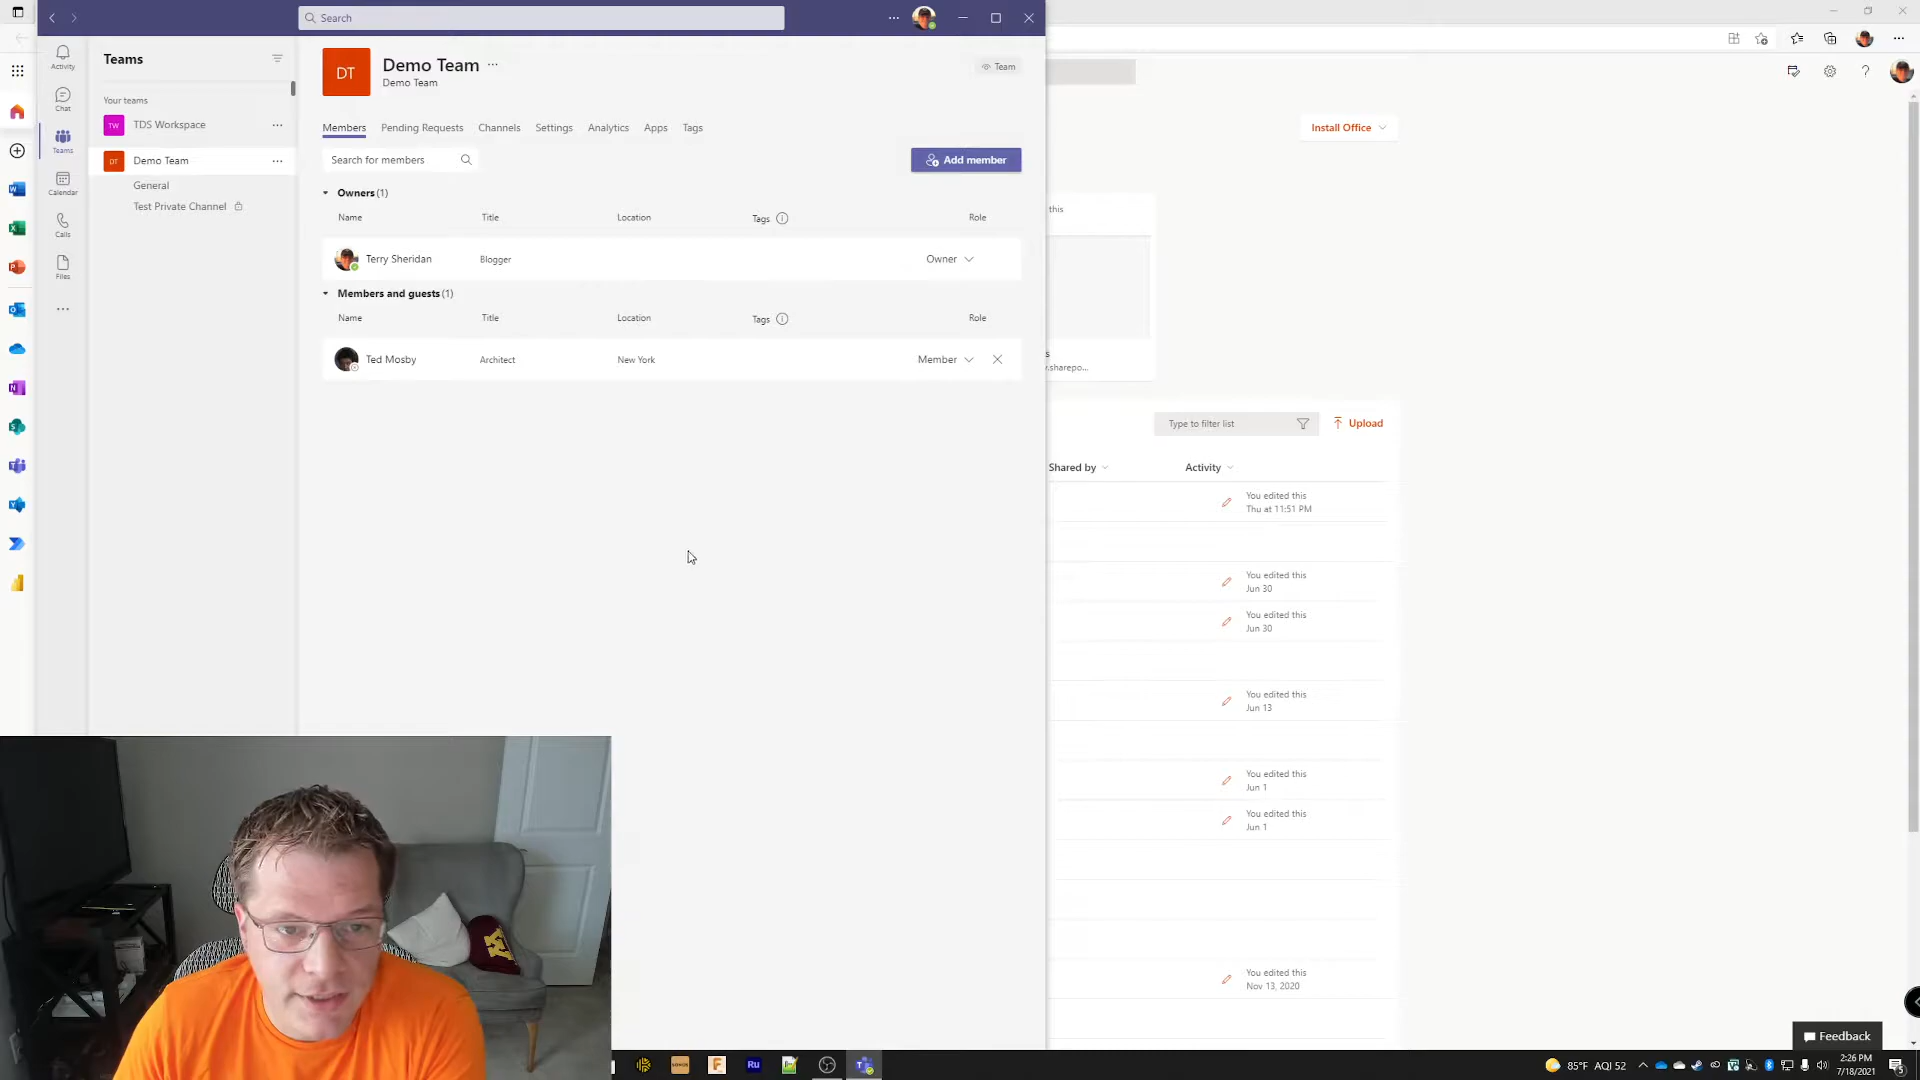 Search
Activity
Chat
Teams
Calendar
Calls
Files
Teams
Your teams
TW TDS Workspace
DT Demo Team
General
Test Private Channel
DT
Demo Team
Demo Team
Team
Members Pending Requests Channels Settings Analytics Apps Tags
Search for members
Add member
Owners (1)
Name Title Location Tags Role
Terry Sheridan Blogger Owner
Members and guests (1)
Name Title Location Tags Role
Ted Mosby Architect New York Member
Install Office
this
s
.sharepo...
Type to filter list
Upload
Shared by Activity
You edited this
Thu at 11:51 PM
You edited this
Jun 30
You edited this
Jun 30
You edited this
Jun 13
You edited this
Jun 1
You edited this
Jun 1
You edited this
Nov 13, 2020
Feedback
SONOS
F
Ru
85°F AQI 52
2:26 PM
7/18/2021